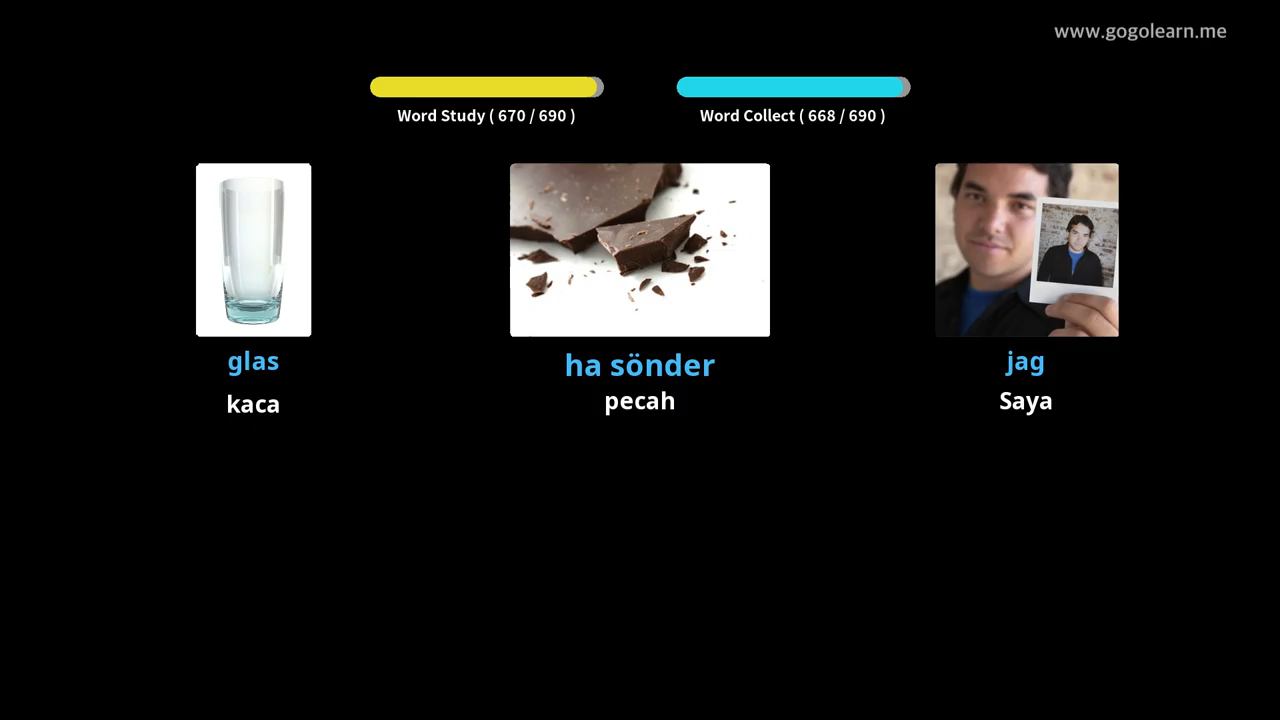 www.gogolearn.me
Word Study ( 670 / 690 )
Word Collect ( 668 / 690 )
glas
kaca
ha sönder
pecah
jag
Saya